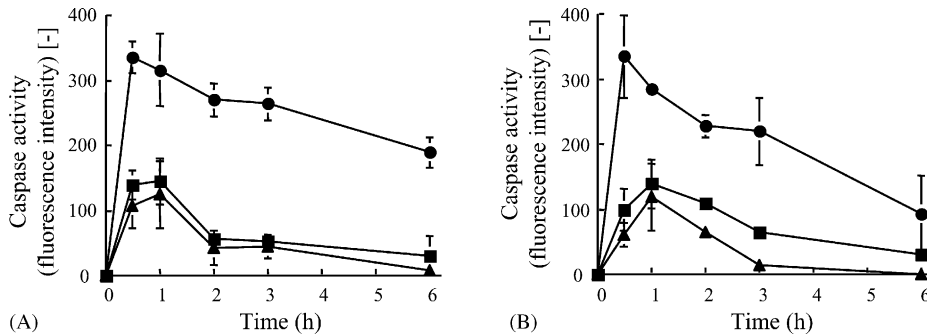 400
300
200
100
0
Caspase activity
(fluorescence intensity) [-]
0 1 2 3 4 5 6
Time (h)
(A)
400
300
200
100
0
Caspase activity
(fluorescence intensity) [-]
0 1 2 3 4 5 6
Time (h)
(B)